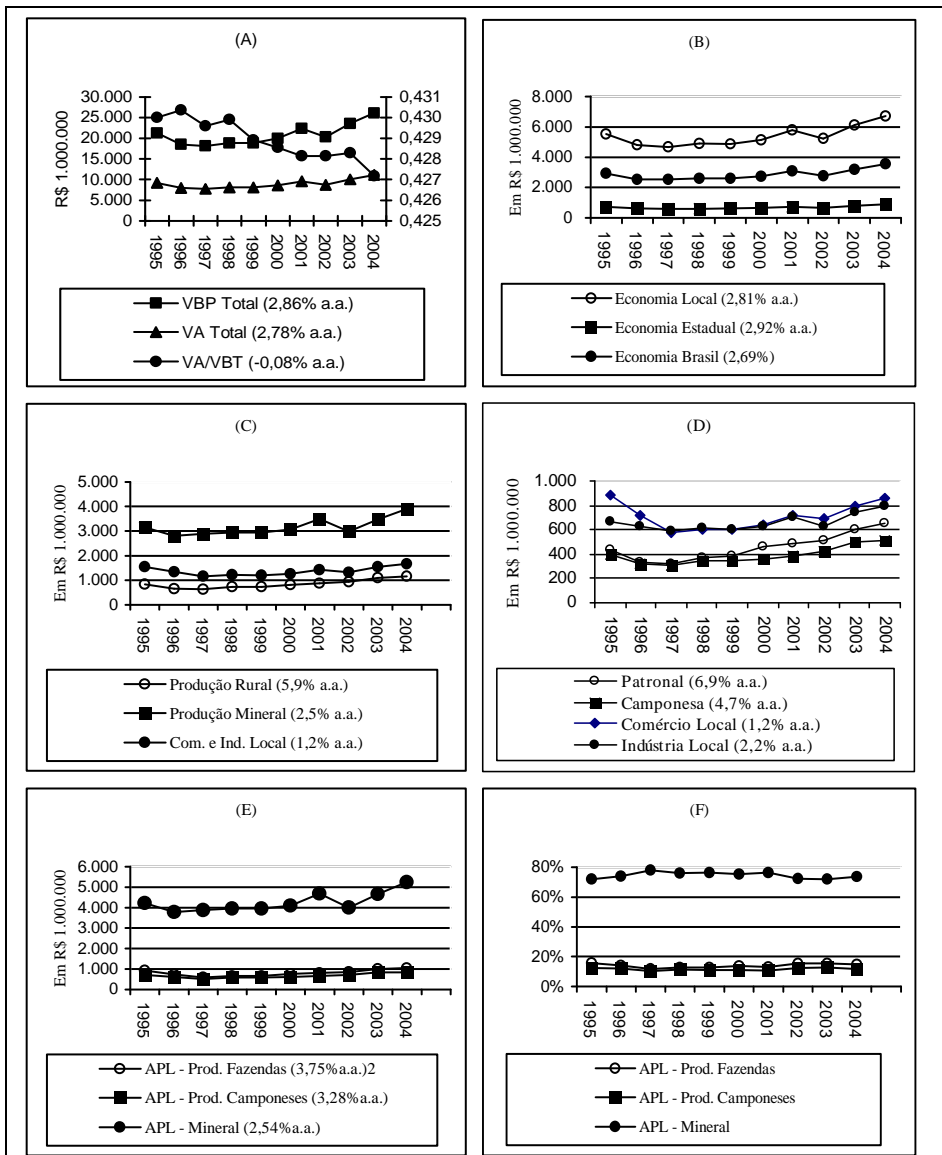 (A)
R$ 1.000.000
30.000
25.000
20.000
15.000
10.000
5.000
0
0,431
0,430
0,429
0,428
0,427
0,426
0,425
1995 1996 1997 1998 1999 2000 2001 2002 2003 2004
VBP Total (2,86% a.a.)
VA Total (2,78% a.a.)
VA/VBT (-0,08% a.a.)
(B)
Em R$ 1.000.000
8.000
6.000
4.000
2.000
0
1995 1996 1997 1998 1999 2000 2001 2002 2003 2004
Economia Local (2,81% a.a.)
Economia Estadual (2,92% a.a.)
Economia Brasil (2,69%)
(C)
Em R$ 1.000.000
5.000
4.000
3.000
2.000
1.000
0
1995 1996 1997 1998 1999 2000 2001 2002 2003 2004
Produção Rural (5,9% a.a.)
Produção Mineral (2,5% a.a.)
Com. e Ind. Local (1,2% a.a.)
(D)
Em R$ 1.000.000
1.000
800
600
400
200
0
1995 1996 1997 1998 1999 2000 2001 2002 2003 2004
Patronal (6,9% a.a.)
Camponesa (4,7% a.a.)
Comércio Local (1,2% a.a.)
Indústria Local (2,2% a.a.)
(E)
Em R$ 1.000.000
6.000
5.000
4.000
3.000
2.000
1.000
0
1995 1996 1997 1998 1999 2000 2001 2002 2003 2004
APL - Prod. Fazendas (3,75%a.a.)2
APL - Prod. Camponeses (3,28%a.a.)
APL - Mineral (2,54%a.a.)
(F)
80%
60%
40%
20%
0%
1995 1996 1997 1998 1999 2000 2001 2002 2003 2004
APL - Prod. Fazendas
APL - Prod. Camponeses
APL - Mineral